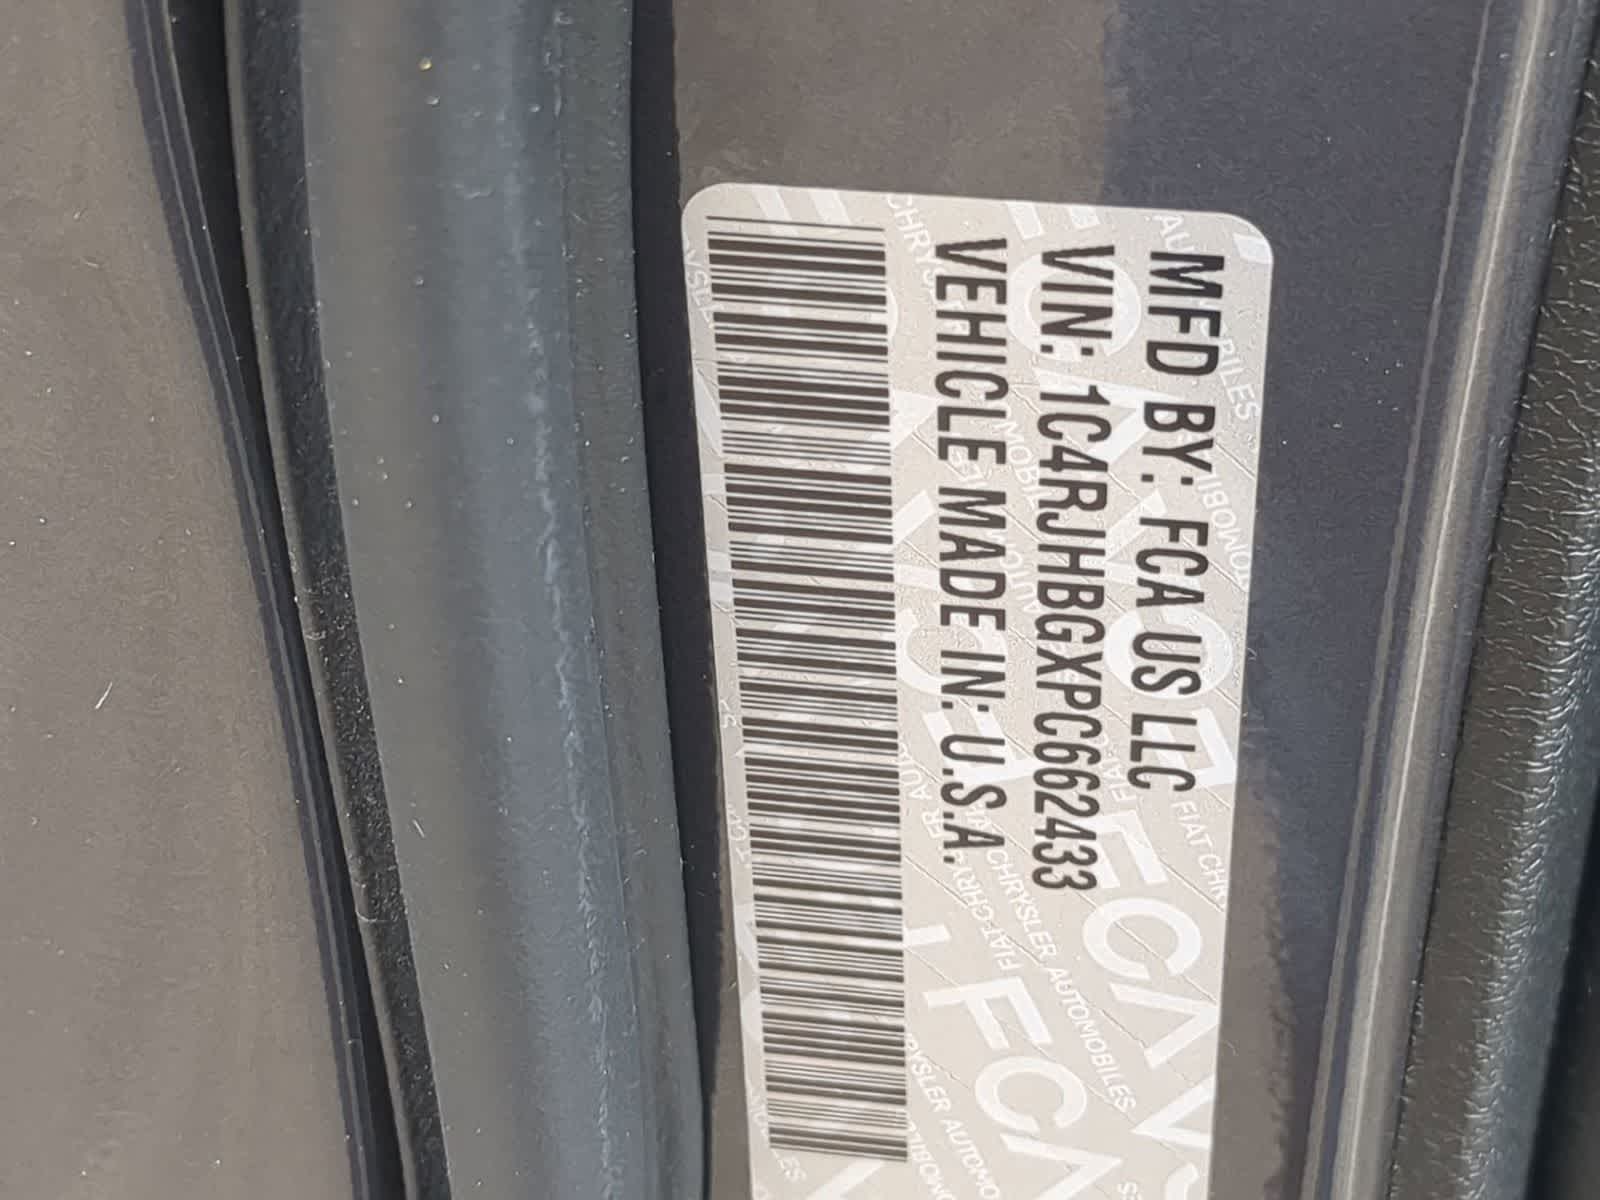 MFD BY: FCA US LLC
VIN: 1C4RJHBGXPC662433
VEHICLE MADE IN: U.S.A.